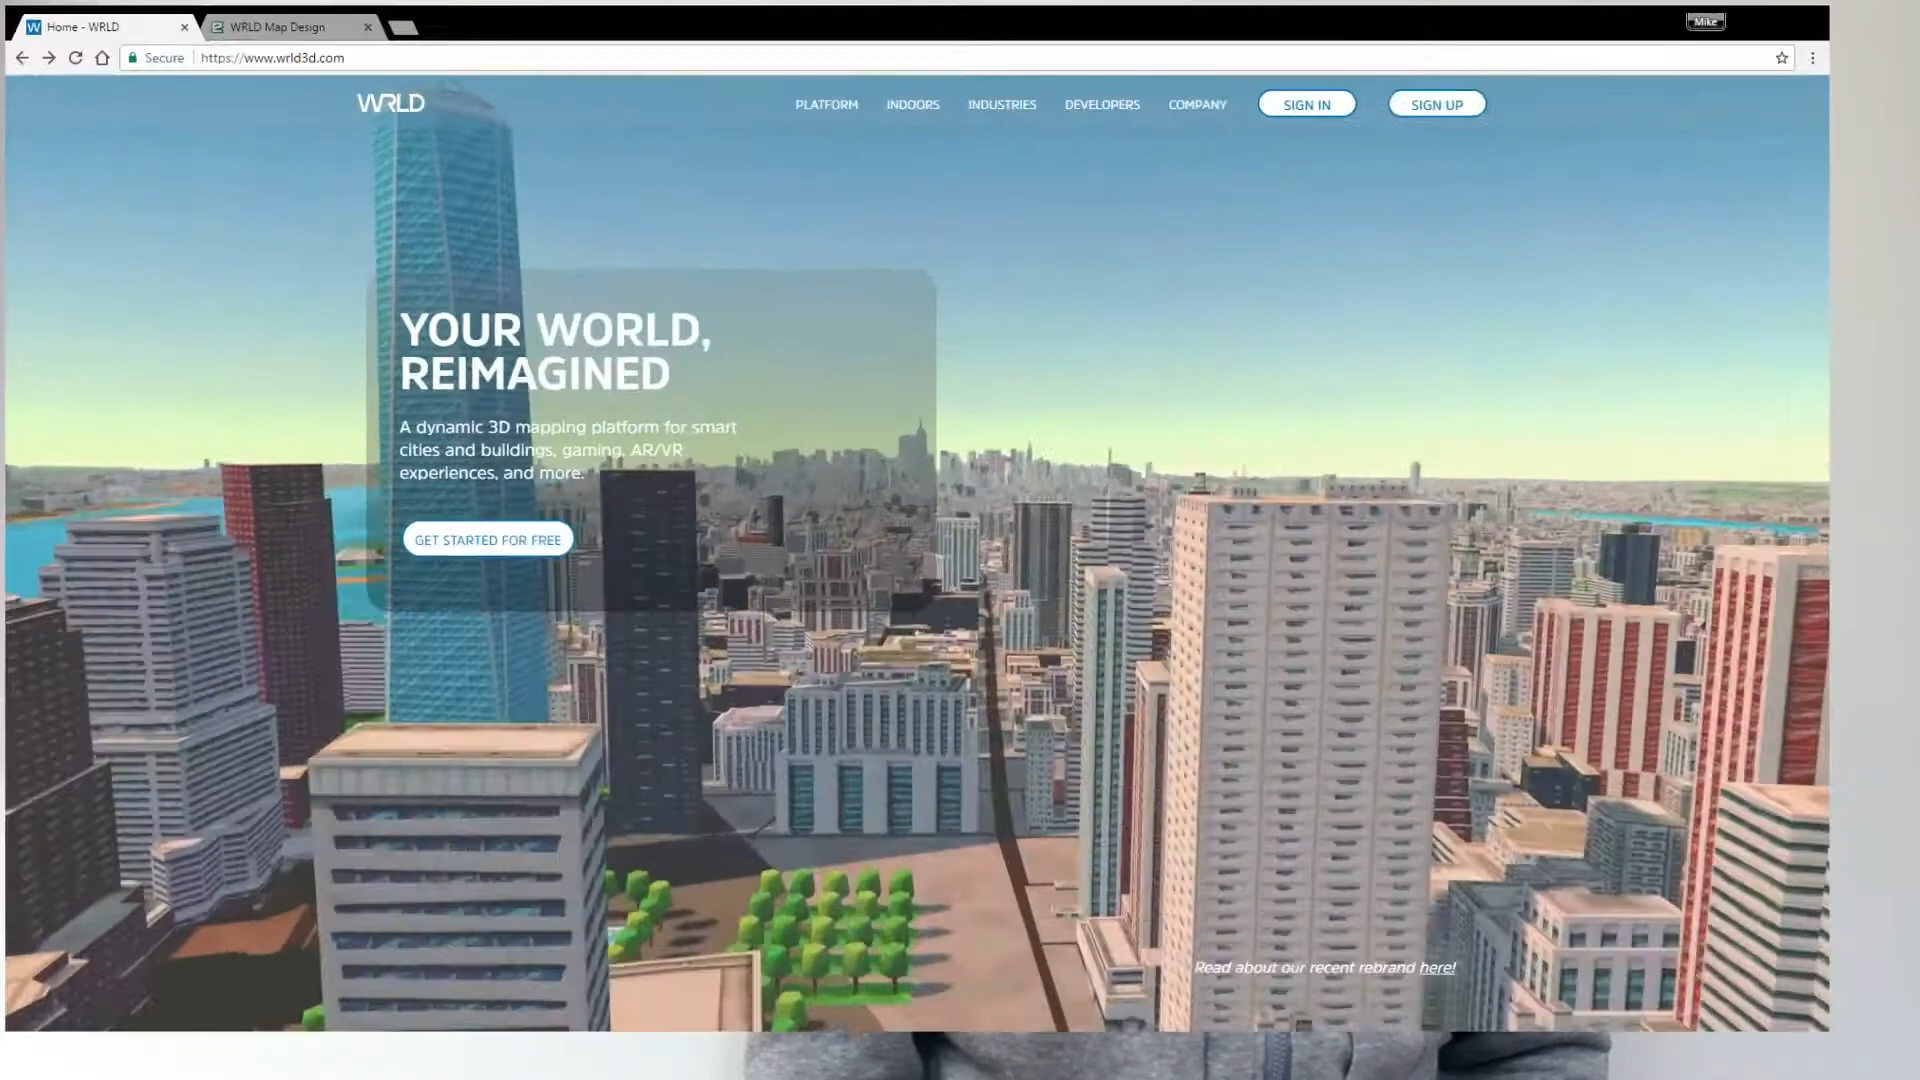 Home - WRLD
WRLD Map Design
Mike
Secure
https://www.wrld3d.com
WRLD
PLATFORM
INDOORS
INDUSTRIES
DEVELOPERS
COMPANY
SIGN IN
SIGN UP
YOUR WORLD,
REIMAGINED
A dynamic 3D mapping platform for smart
cities and buildings, gaming, AR/VR
experiences, and more.
GET STARTED FOR FREE
Read about our recent rebrand here!